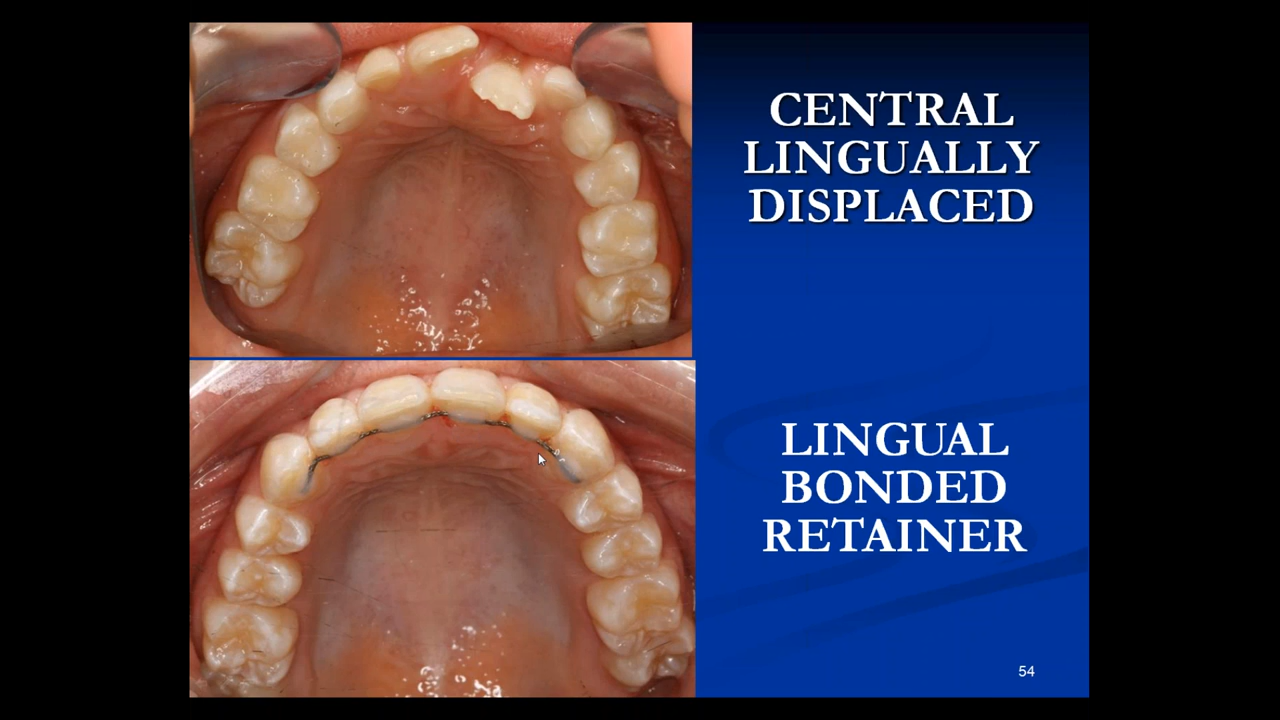 CENTRAL
LINGUALLY
DISPLACED
LINGUAL
BONDED
RETAINER
54